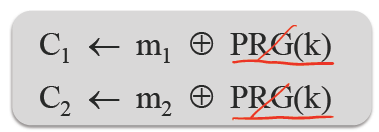 C₁ ← m₁ ⊕ PRG(k)
C₂ ← m₂ ⊕ PRG(k)